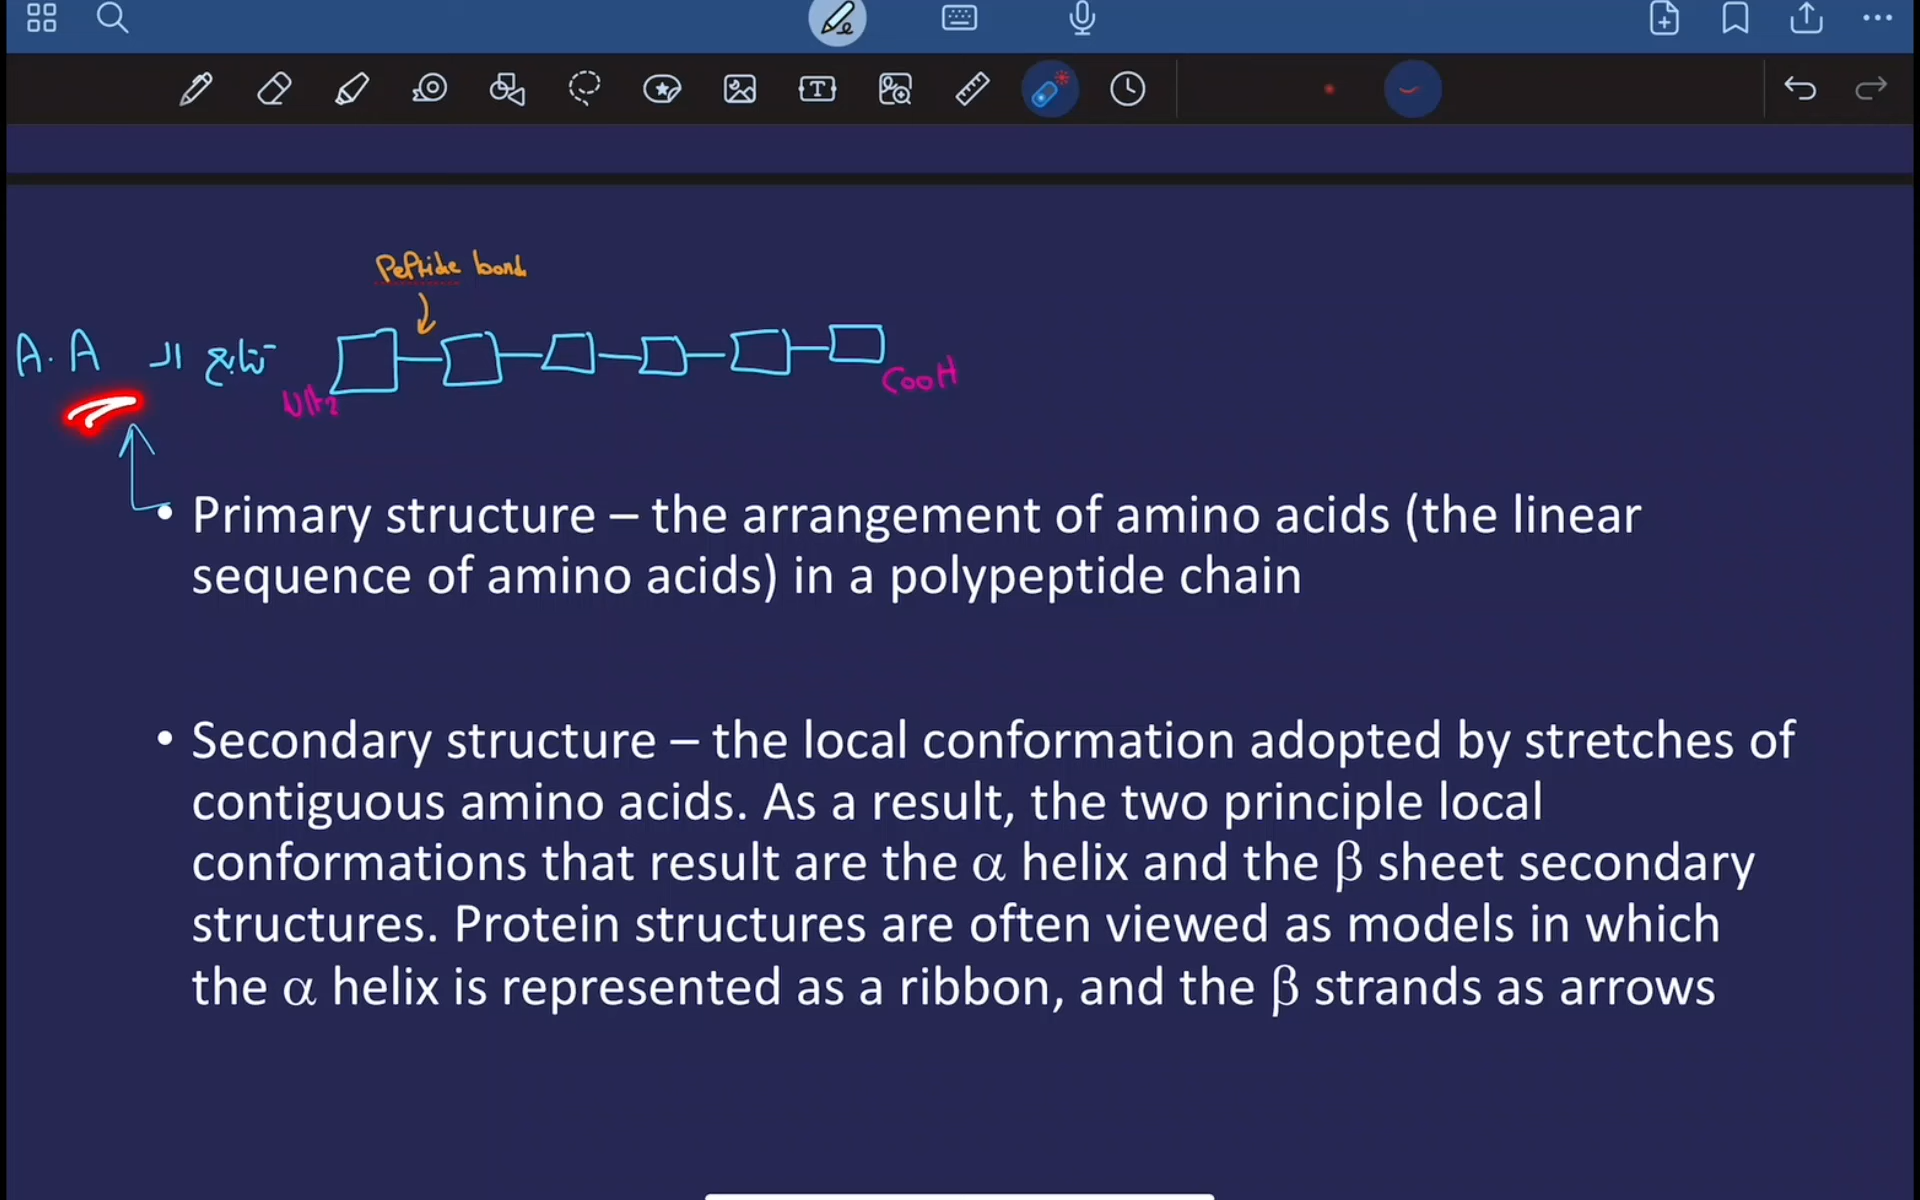 Peptide bond
تتابع ال A.A
NH2
CooH
• Primary structure – the arrangement of amino acids (the linear
sequence of amino acids) in a polypeptide chain
• Secondary structure – the local conformation adopted by stretches of
contiguous amino acids. As a result, the two principle local
conformations that result are the α helix and the β sheet secondary
structures. Protein structures are often viewed as models in which
the α helix is represented as a ribbon, and the β strands as arrows